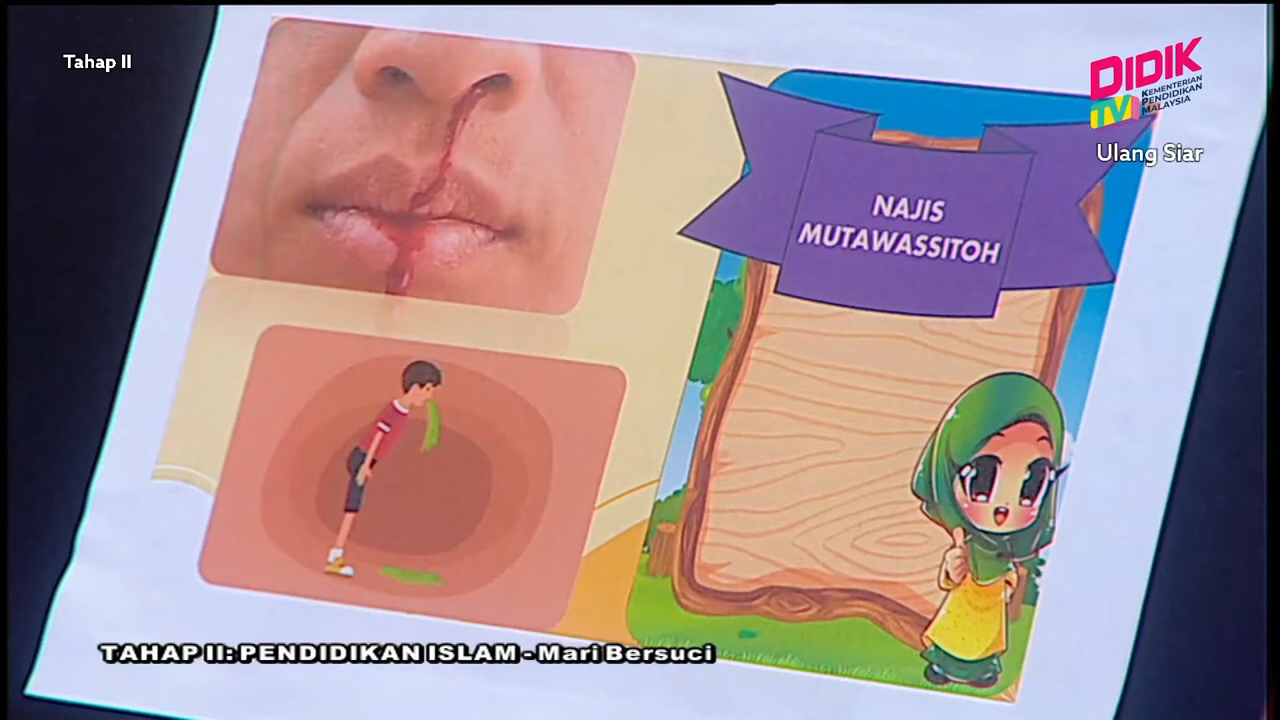 Tahap II
DIDIK
TV
KEMENTERIAN
PENDIDIKAN
MALAYSIA
Ulang Siar
NAJIS
MUTAWASSITOH
TAHAP II: PENDIDIKAN ISLAM - Mari Bersuci